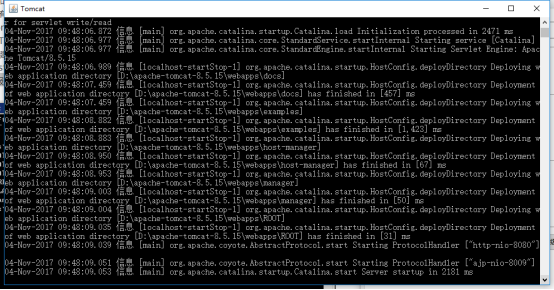 Tomcat
r for servlet write/read
04-Nov-2017 09:48:06.872 信息 [main] org.apache.catalina.startup.Catalina.load Initialization processed in 2471 ms
04-Nov-2017 09:48:06.977 信息 [main] org.apache.catalina.core.StandardService.startInternal Starting service [Catalina]
04-Nov-2017 09:48:06.977 信息 [main] org.apache.catalina.core.StandardEngine.startInternal Starting Servlet Engine: Apac
he Tomcat/8.5.15
04-Nov-2017 09:48:06.989 信息 [localhost-startStop-1] org.apache.catalina.startup.HostConfig.deployDirectory Deploying w
eb application directory [D:\apache-tomcat-8.5.15\webapps\docs]
04-Nov-2017 09:48:07.459 信息 [localhost-startStop-1] org.apache.catalina.startup.HostConfig.deployDirectory Deployment
of web application directory [D:\apache-tomcat-8.5.15\webapps\docs] has finished in [457] ms
04-Nov-2017 09:48:07.459 信息 [localhost-startStop-1] org.apache.catalina.startup.HostConfig.deployDirectory Deploying w
eb application directory [D:\apache-tomcat-8.5.15\webapps\examples]
04-Nov-2017 09:48:08.882 信息 [localhost-startStop-1] org.apache.catalina.startup.HostConfig.deployDirectory Deployment
of web application directory [D:\apache-tomcat-8.5.15\webapps\examples] has finished in [1,423] ms
04-Nov-2017 09:48:08.883 信息 [localhost-startStop-1] org.apache.catalina.startup.HostConfig.deployDirectory Deploying w
eb application directory [D:\apache-tomcat-8.5.15\webapps\host-manager]
04-Nov-2017 09:48:08.950 信息 [localhost-startStop-1] org.apache.catalina.startup.HostConfig.deployDirectory Deployment
of web application directory [D:\apache-tomcat-8.5.15\webapps\host-manager] has finished in [67] ms
04-Nov-2017 09:48:08.953 信息 [localhost-startStop-1] org.apache.catalina.startup.HostConfig.deployDirectory Deploying w
eb application directory [D:\apache-tomcat-8.5.15\webapps\manager]
04-Nov-2017 09:48:09.003 信息 [localhost-startStop-1] org.apache.catalina.startup.HostConfig.deployDirectory Deployment
of web application directory [D:\apache-tomcat-8.5.15\webapps\manager] has finished in [50] ms
04-Nov-2017 09:48:09.004 信息 [localhost-startStop-1] org.apache.catalina.startup.HostConfig.deployDirectory Deploying w
eb application directory [D:\apache-tomcat-8.5.15\webapps\ROOT]
04-Nov-2017 09:48:09.035 信息 [localhost-startStop-1] org.apache.catalina.startup.HostConfig.deployDirectory Deployment
of web application directory [D:\apache-tomcat-8.5.15\webapps\ROOT] has finished in [31] ms
04-Nov-2017 09:48:09.039 信息 [main] org.apache.coyote.AbstractProtocol.start Starting ProtocolHandler ["http-nio-8080"]
04-Nov-2017 09:48:09.051 信息 [main] org.apache.coyote.AbstractProtocol.start Starting ProtocolHandler ["ajp-nio-8009"]
04-Nov-2017 09:48:09.053 信息 [main] org.apache.catalina.startup.Catalina.start Server startup in 2181 ms